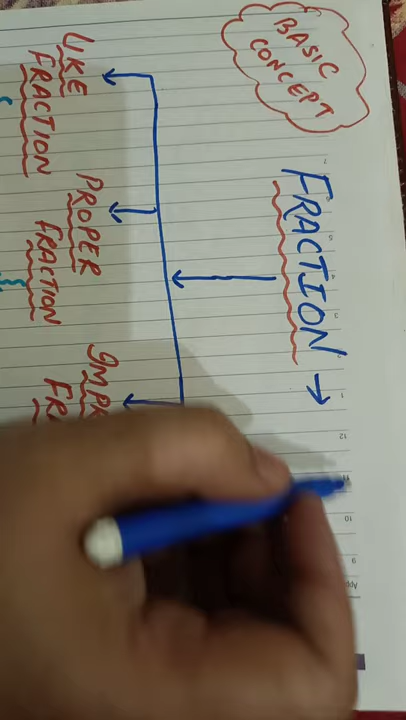 BASIC
CONCEPT
FRACTION →
LIKE
FRACTION
PROPER
FRACTION